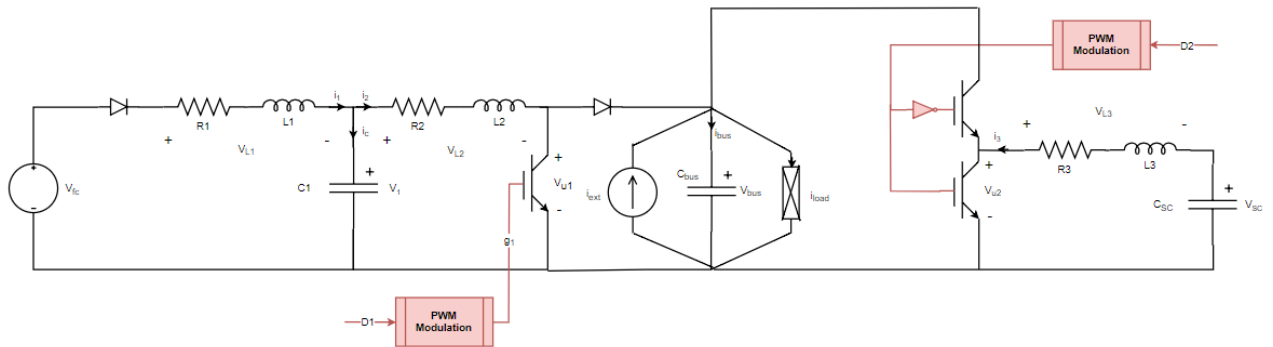 PWM
Modulation
D2
i1
i2
R1
L1
R2
L2
VL3
ic
ibus
i3
+
-
+
-
+
-
VL1
VL2
R3
L3
+
Vfc
-
C1
+
V1
+
Vu1
-
iext
Cbus
+
Vbus
iload
+
Vu2
-
CSC
+
VSC
g1
D1
PWM
Modulation